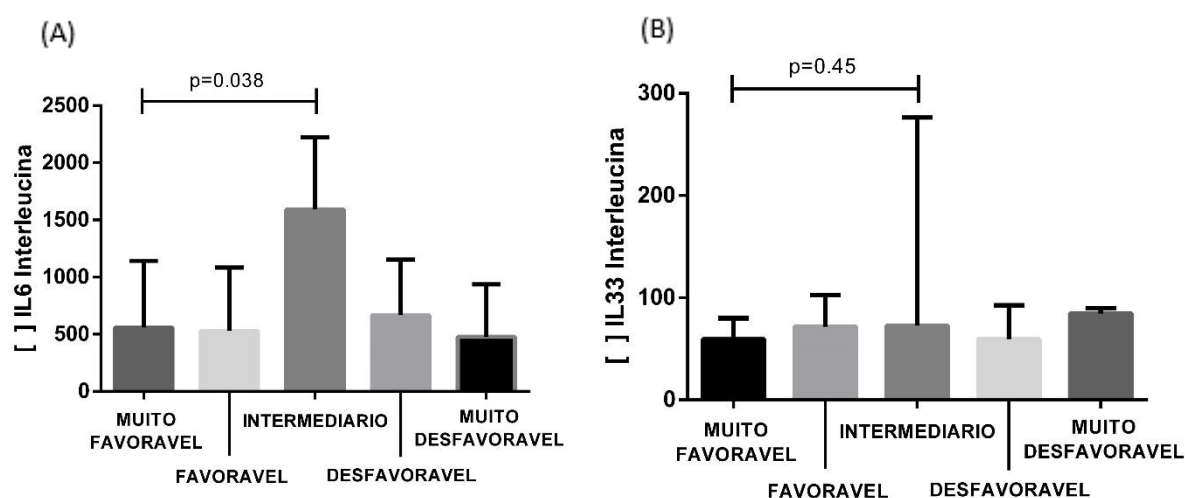 (A)
p=0.038
[ ] IL6 Interleucina
2500
2000
1500
1000
500
0
MUITO
FAVORAVEL
FAVORAVEL
INTERMEDIARIO
DESFAVORAVEL
MUITO
DESFAVORAVEL
(B)
p=0.45
[ ] IL33 Interleucina
300
200
100
0
MUITO
FAVORAVEL
FAVORAVEL
INTERMEDIARIO
DESFAVORAVEL
MUITO
DESFAVORAVEL